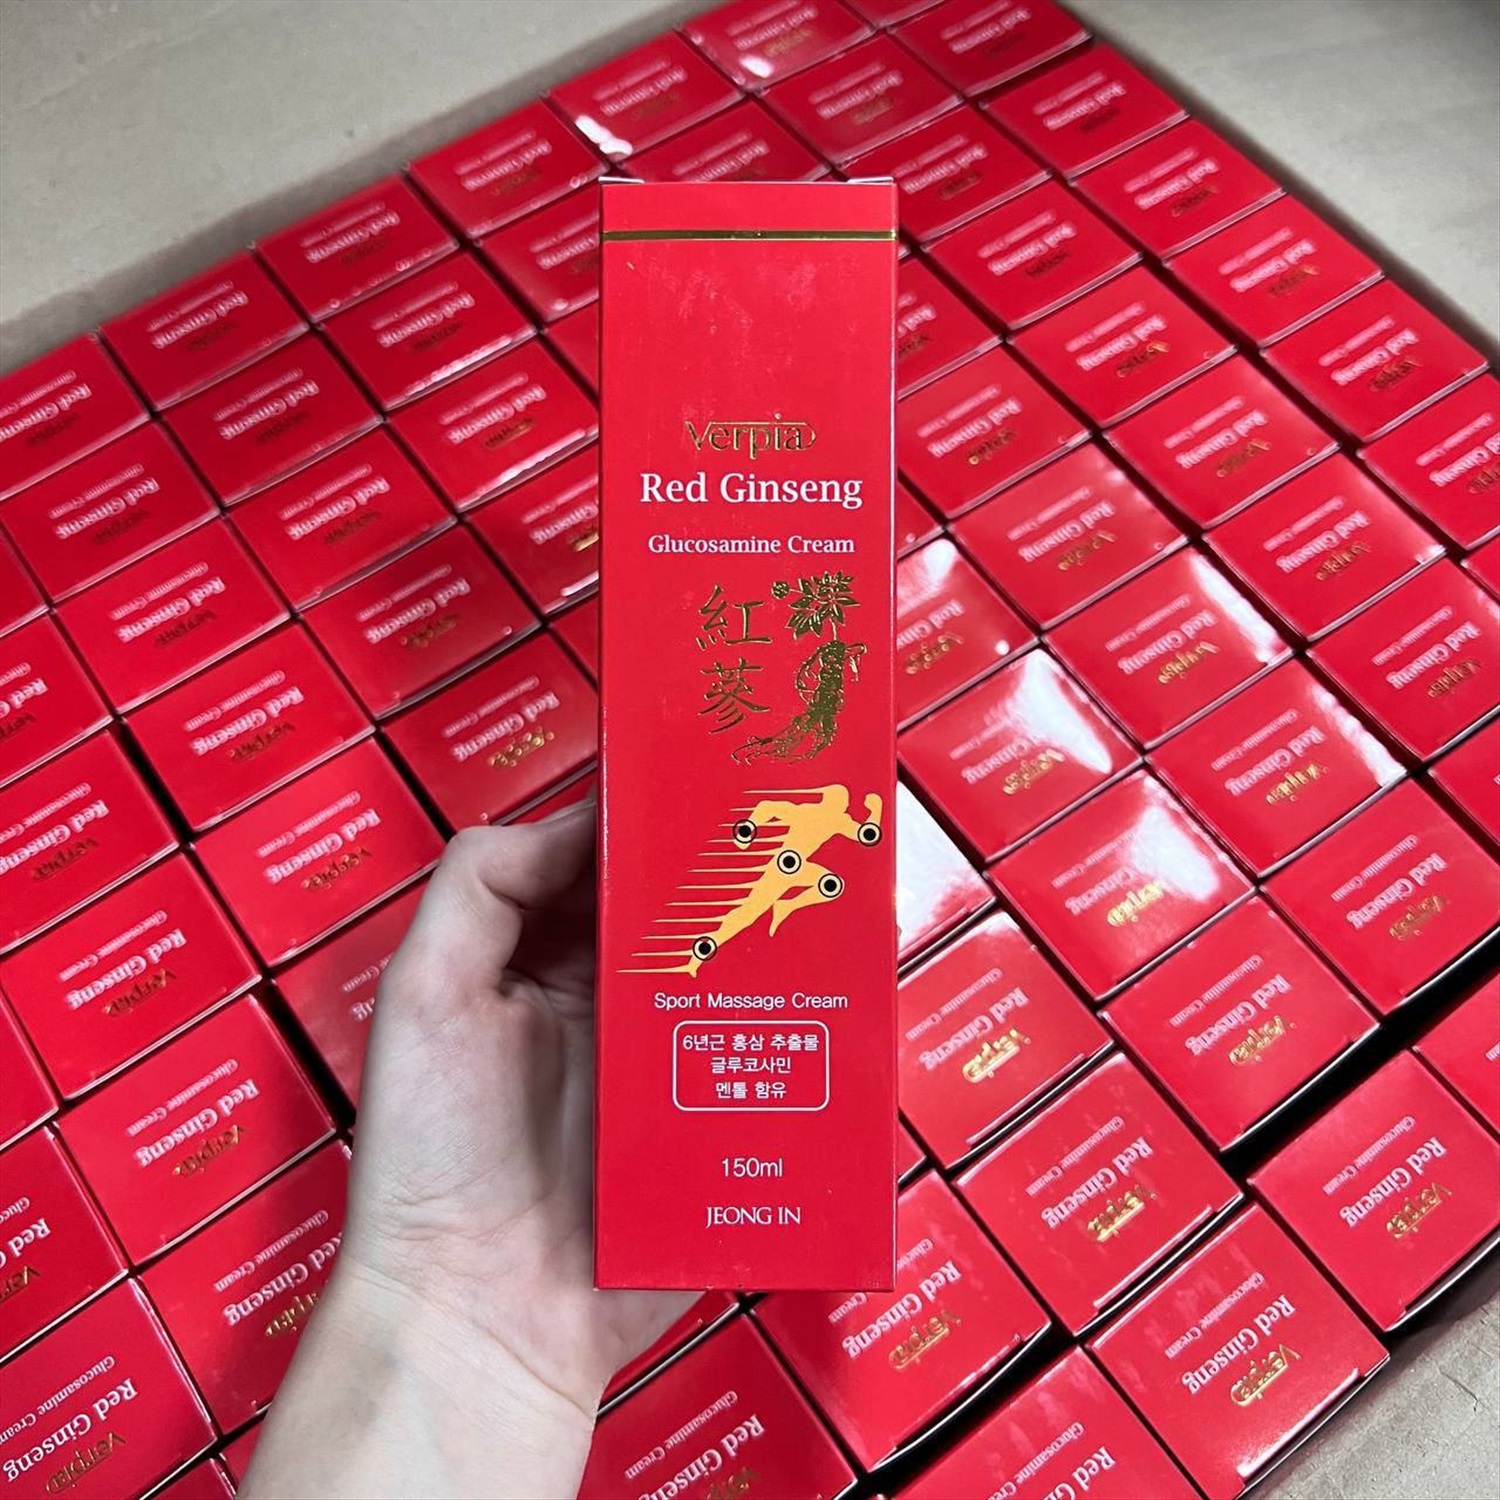 Verpia
Red Ginseng
Glucosamine Cream
紅
蔘
Sport Massage Cream
6년근 홍삼 추출물
글루코사민
멘톨 함유
150ml
JEONG IN